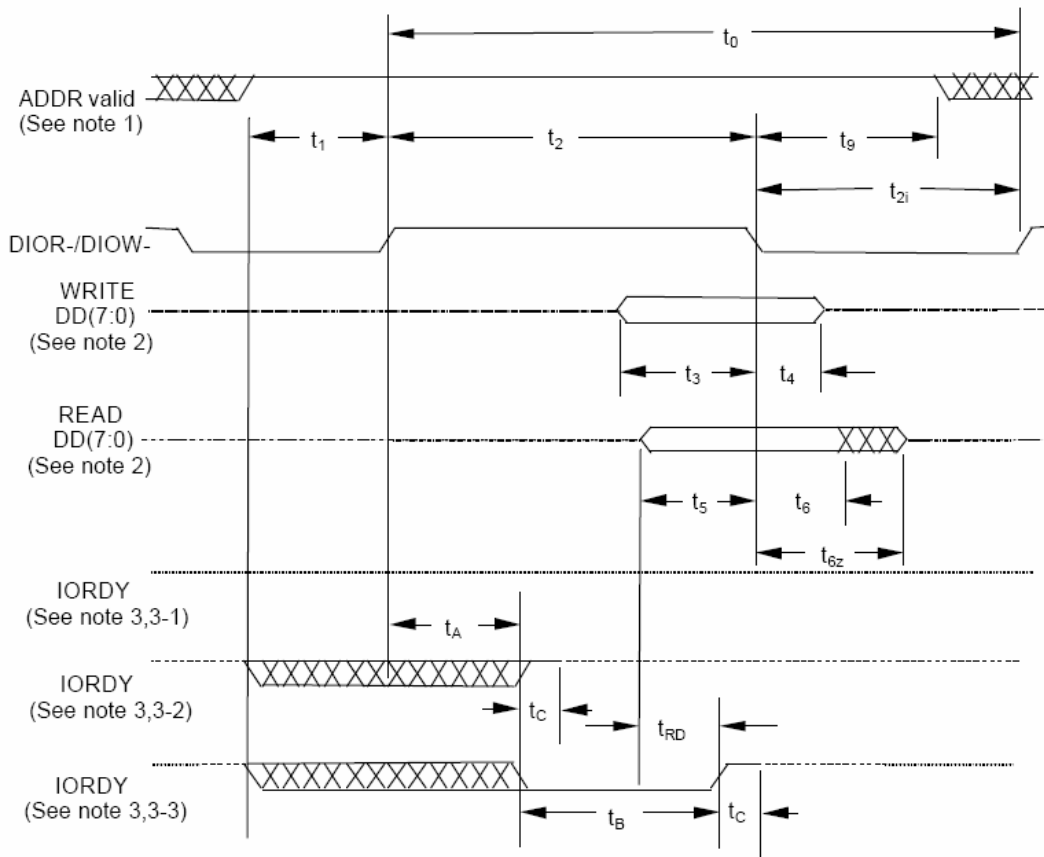 t0
ADDR valid
(See note 1)
t1
t2
t9
t2i
DIOR-/DIOW-
WRITE
DD(7:0)
(See note 2)
t3
t4
READ
DD(7:0)
(See note 2)
t5
t6
t6z
IORDY
(See note 3,3-1)
tA
IORDY
(See note 3,3-2)
tC
tRD
IORDY
(See note 3,3-3)
tB
tC